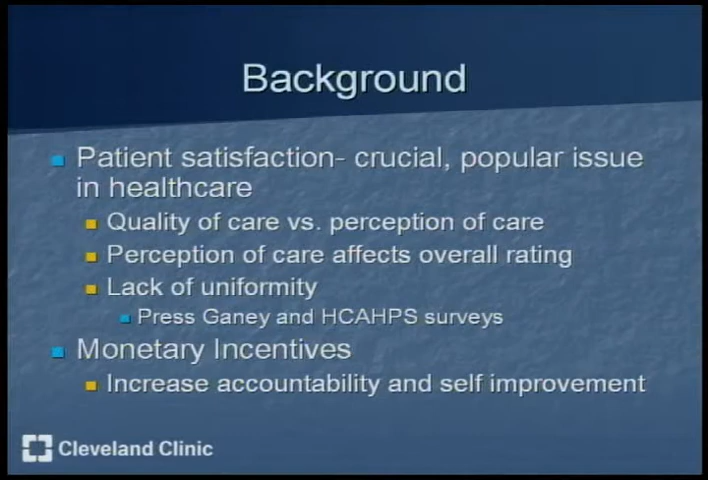 Background
Patient satisfaction- crucial, popular issue
in healthcare
Quality of care vs. perception of care
Perception of care affects overall rating
Lack of uniformity
Press Ganey and HCAHPS surveys
Monetary Incentives
Increase accountability and self improvement
Cleveland Clinic